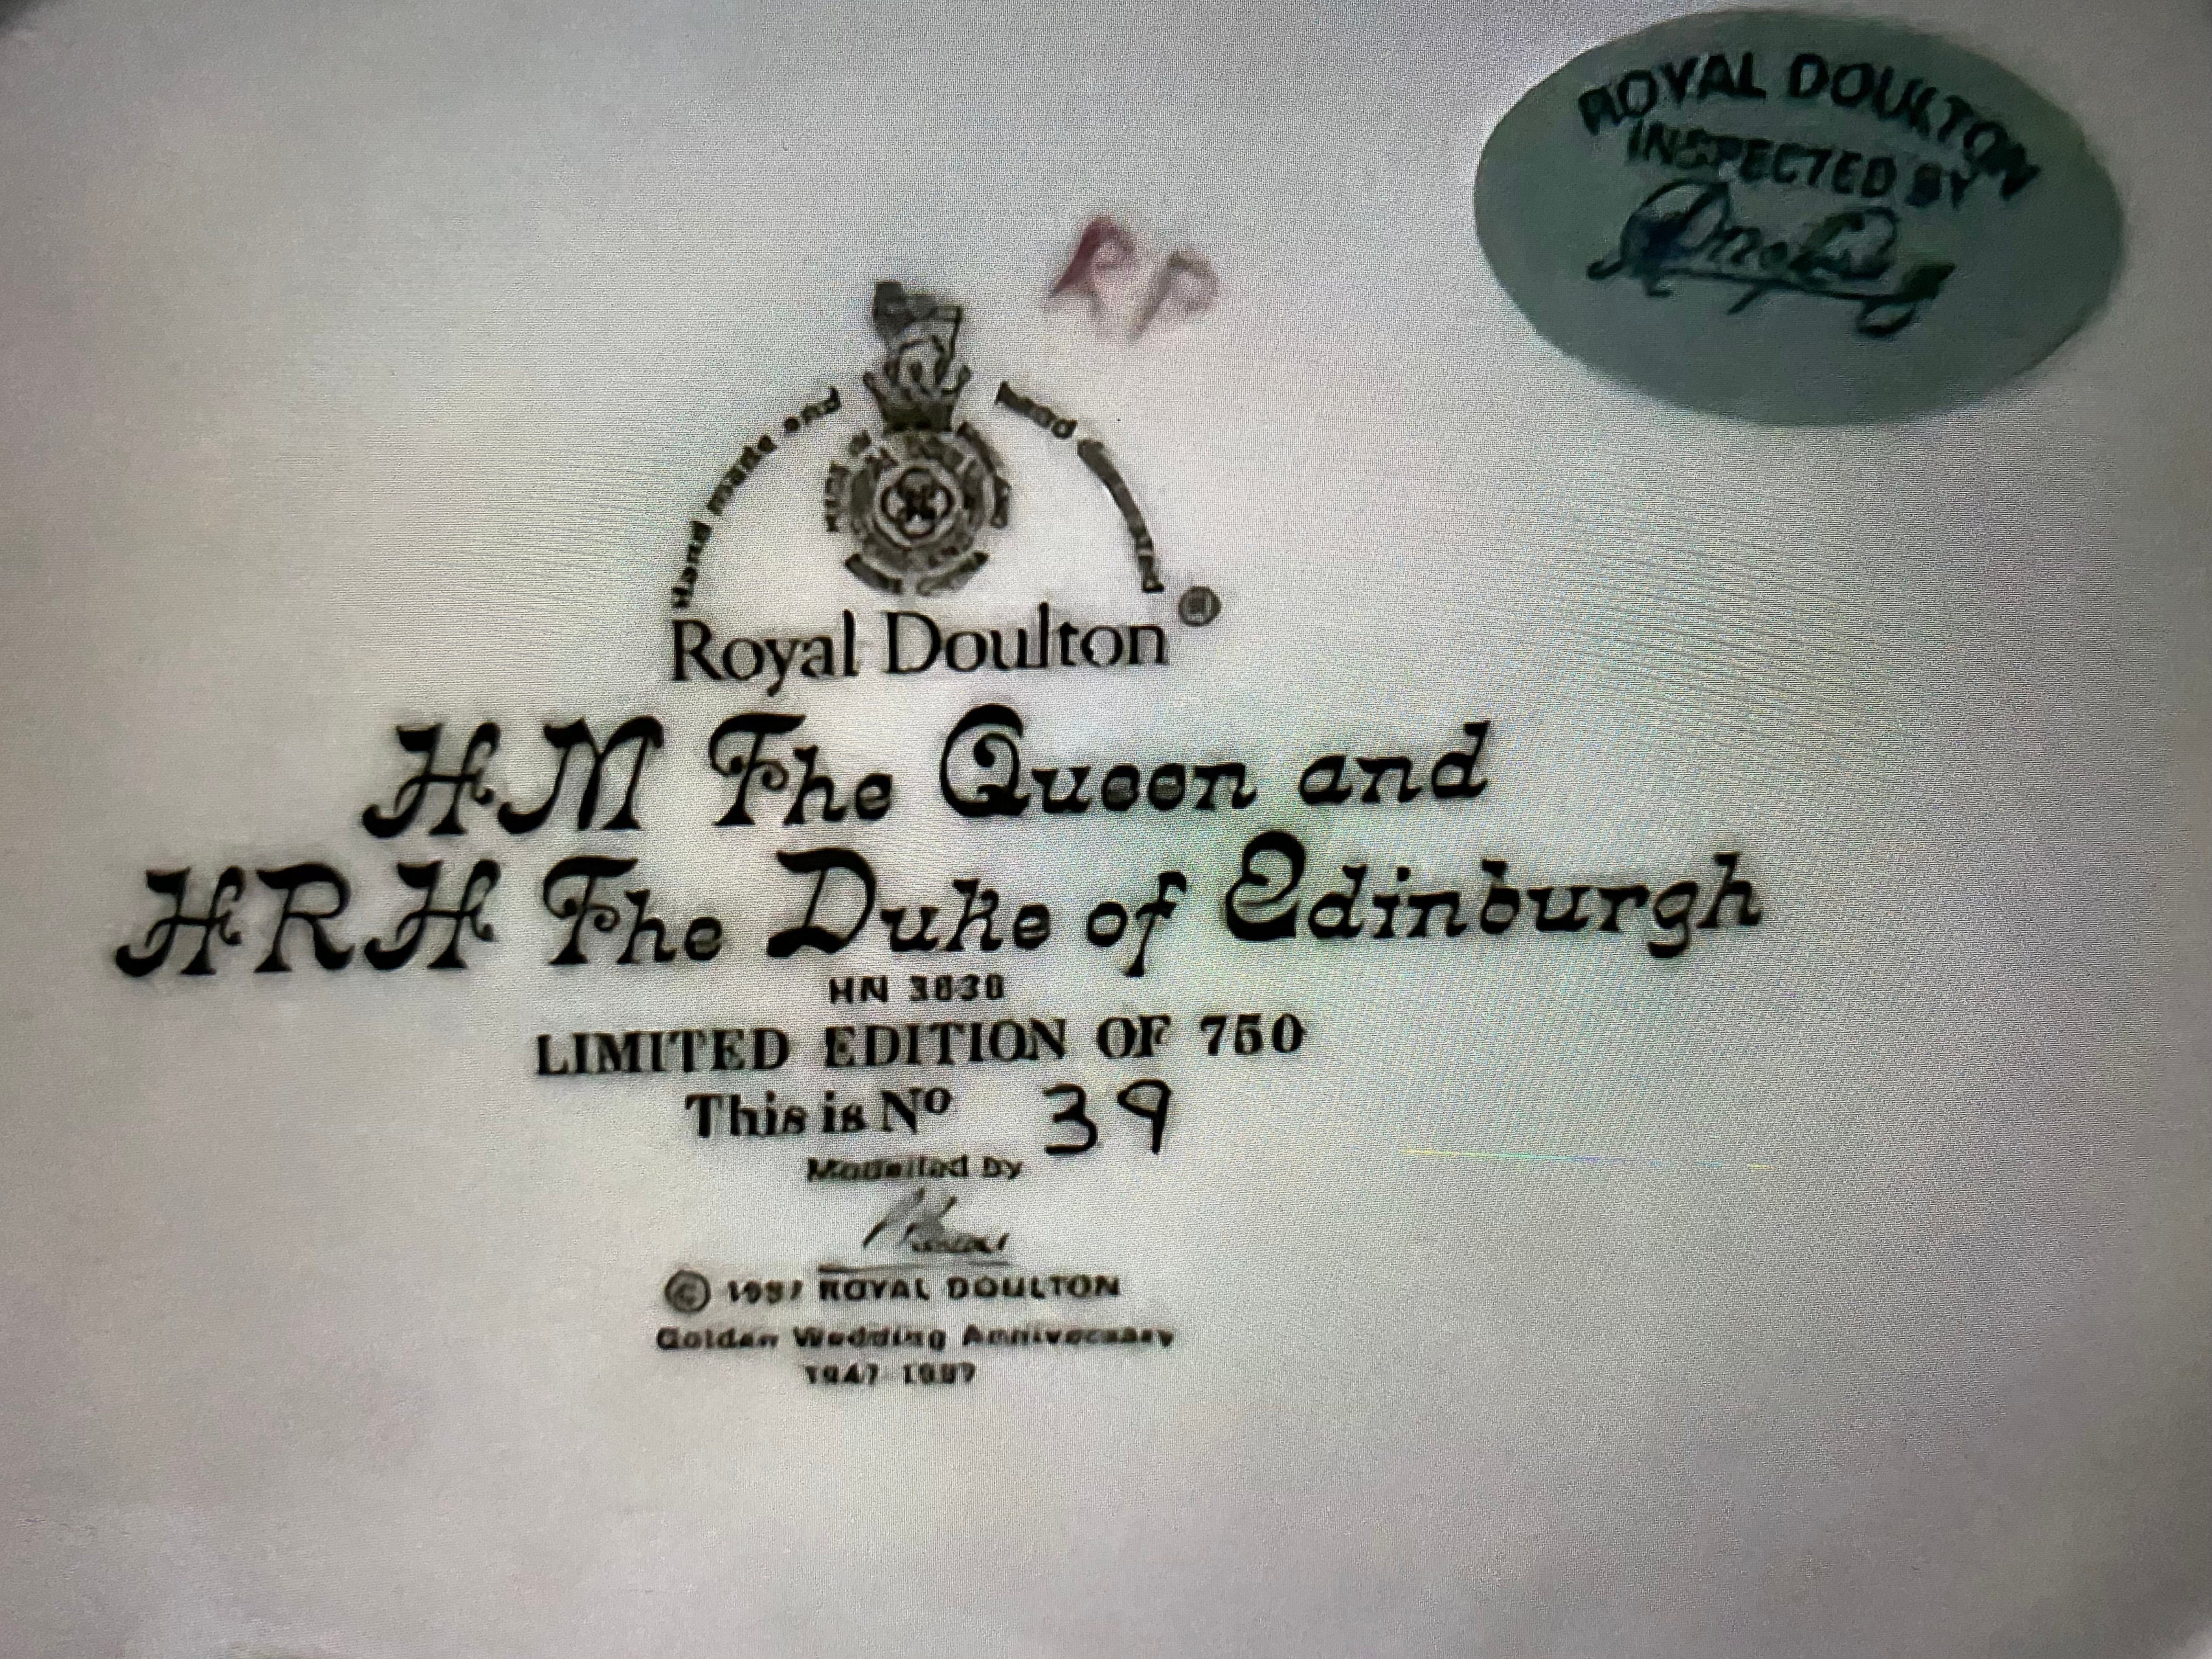 ROYAL DOULTON
INSPECTED BY
RP
Hand made and hand decorated
Royal Doulton®
HM The Queen and
HRH The Duke of Edinburgh
HN 3836
LIMITED EDITION OF 750
This is Nº 39
Modelled by
© 1997 ROYAL DOULTON
Golden Wedding Anniversary
1947 1997